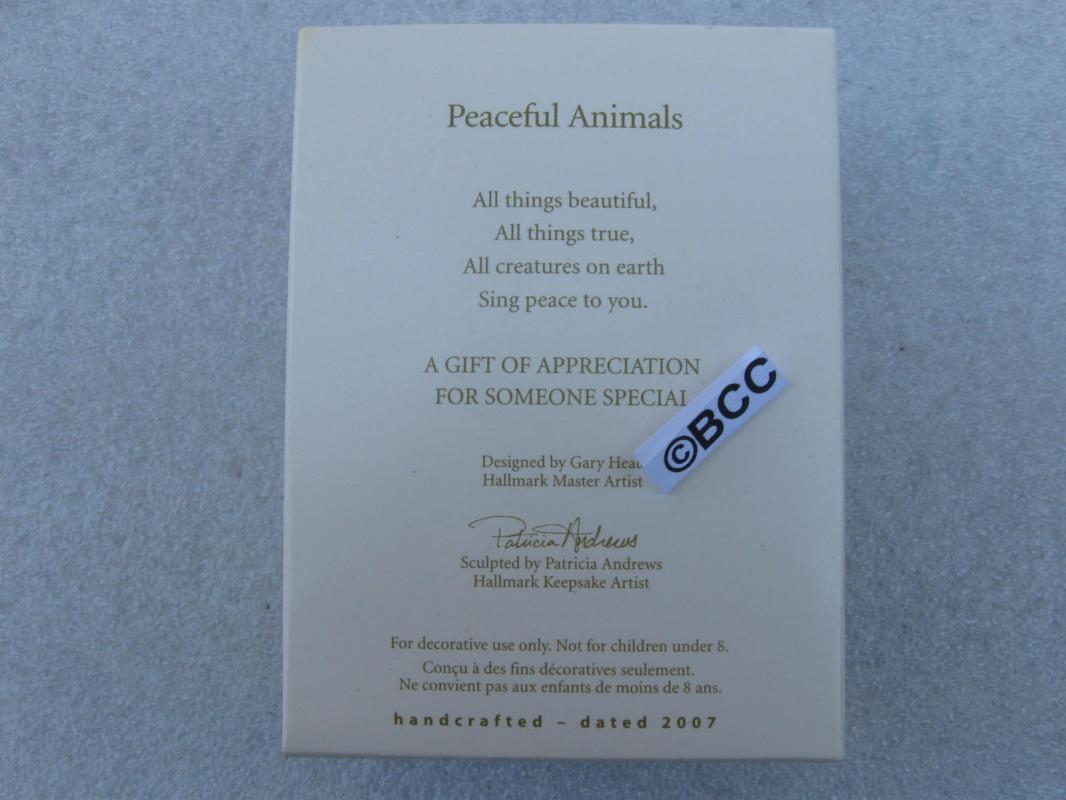 Peaceful Animals
All things beautiful,
All things true,
All creatures on earth
Sing peace to you.
A GIFT OF APPRECIATION
FOR SOMEONE SPECIAL
©BCC
Designed by Gary Head
Hallmark Master Artist
Patricia Andrews
Sculpted by Patricia Andrews
Hallmark Keepsake Artist
For decorative use only. Not for children under 8.
Conçu à des fins décoratives seulement.
Ne convient pas aux enfants de moins de 8 ans.
handcrafted – dated 2007